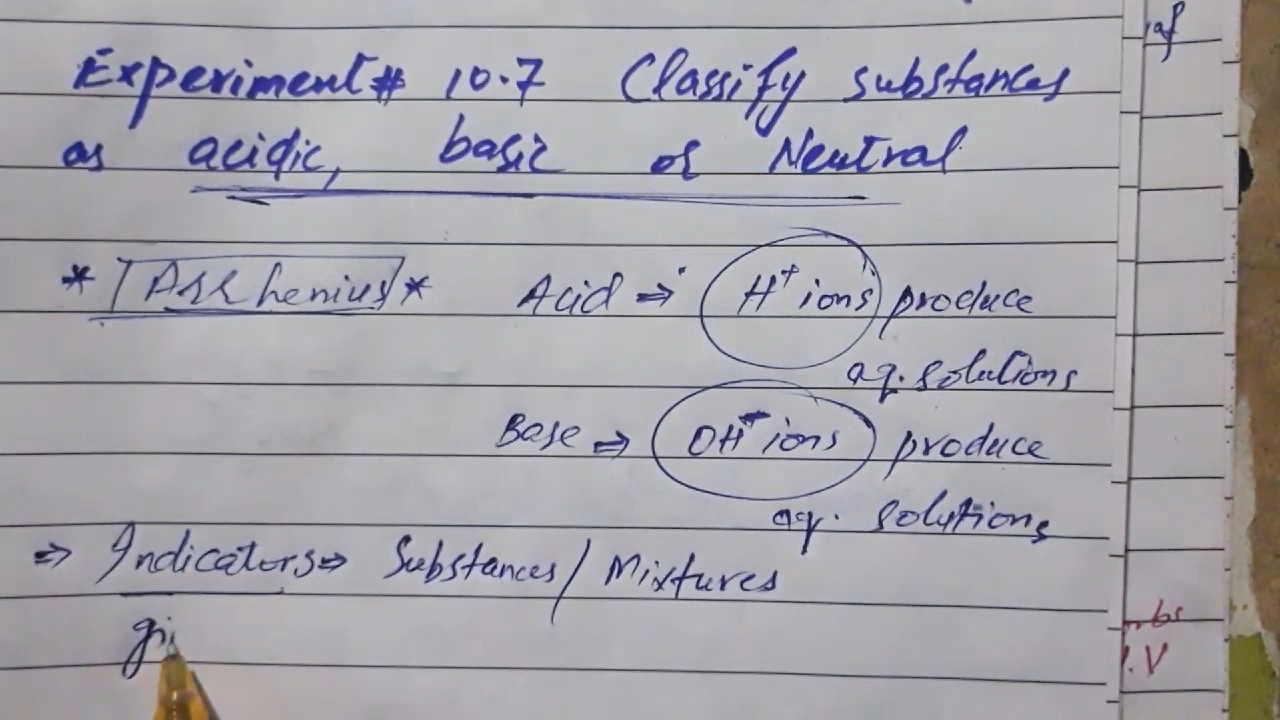 Experiment# 10.7 Classify substances
as acidic, basic or Neutral
* Arrhenius * Acid ⇒ H⁺ ions produce
aq. solutions
Base ⇒ OH⁻ ions produce
aq. solutions
⇒ Indicators ⇒ Substances / Mixtures
gi